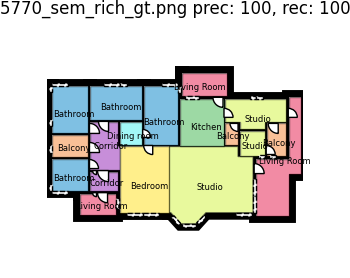 5770_sem_rich_gt.png prec: 100, rec: 100
Living Room
Bathroom
Bathroom
Bathroom
Studio
Kitchen
Dining room
Balcony
Balcony
Corridor
Studio
Balcony
Living Room
Bathroom
Corridor
Bedroom
Studio
Living Room